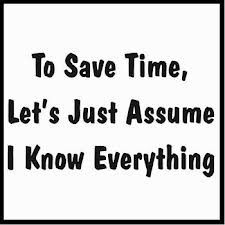 To Save Time,
Let's Just Assume
I Know Everything